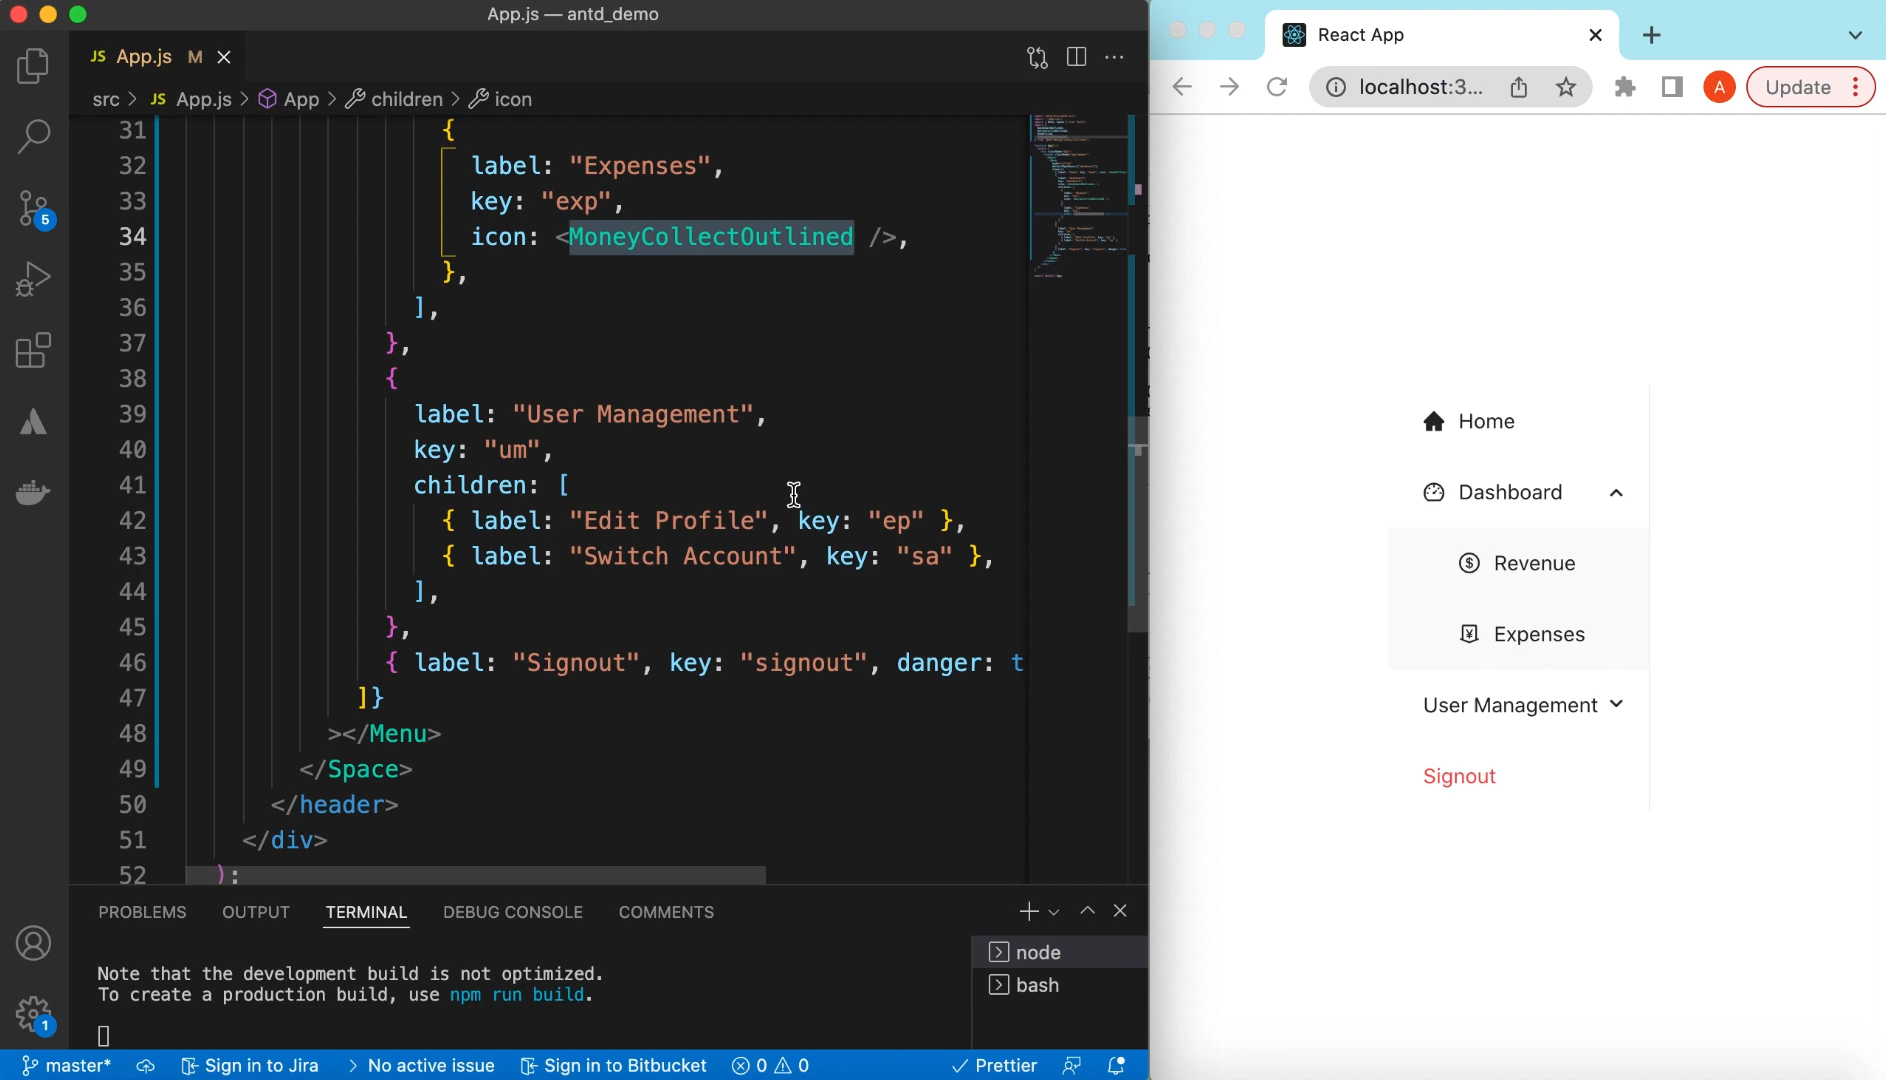 App.js — antd_demo
JS App.js M
src > JS App.js > App > children > icon
31 {
32 label: "Expenses",
33 key: "exp",
34 icon: <MoneyCollectOutlined />,
35 },
36 ],
37 },
38 {
39 label: "User Management",
40 key: "um",
41 children: [
42 { label: "Edit Profile", key: "ep" },
43 { label: "Switch Account", key: "sa" },
44 ],
45 },
46 { label: "Signout", key: "signout", danger: t
47 ]}
48 ></Menu>
49 </Space>
50 </header>
51 </div>
52 );
5
1
PROBLEMS OUTPUT TERMINAL DEBUG CONSOLE COMMENTS
Note that the development build is not optimized.
To create a production build, use npm run build.
node
bash
master* Sign in to Jira > No active issue Sign in to Bitbucket 0 0 Prettier
React App
localhost:3... A Update
Home
Dashboard
Revenue
Expenses
User Management
Signout